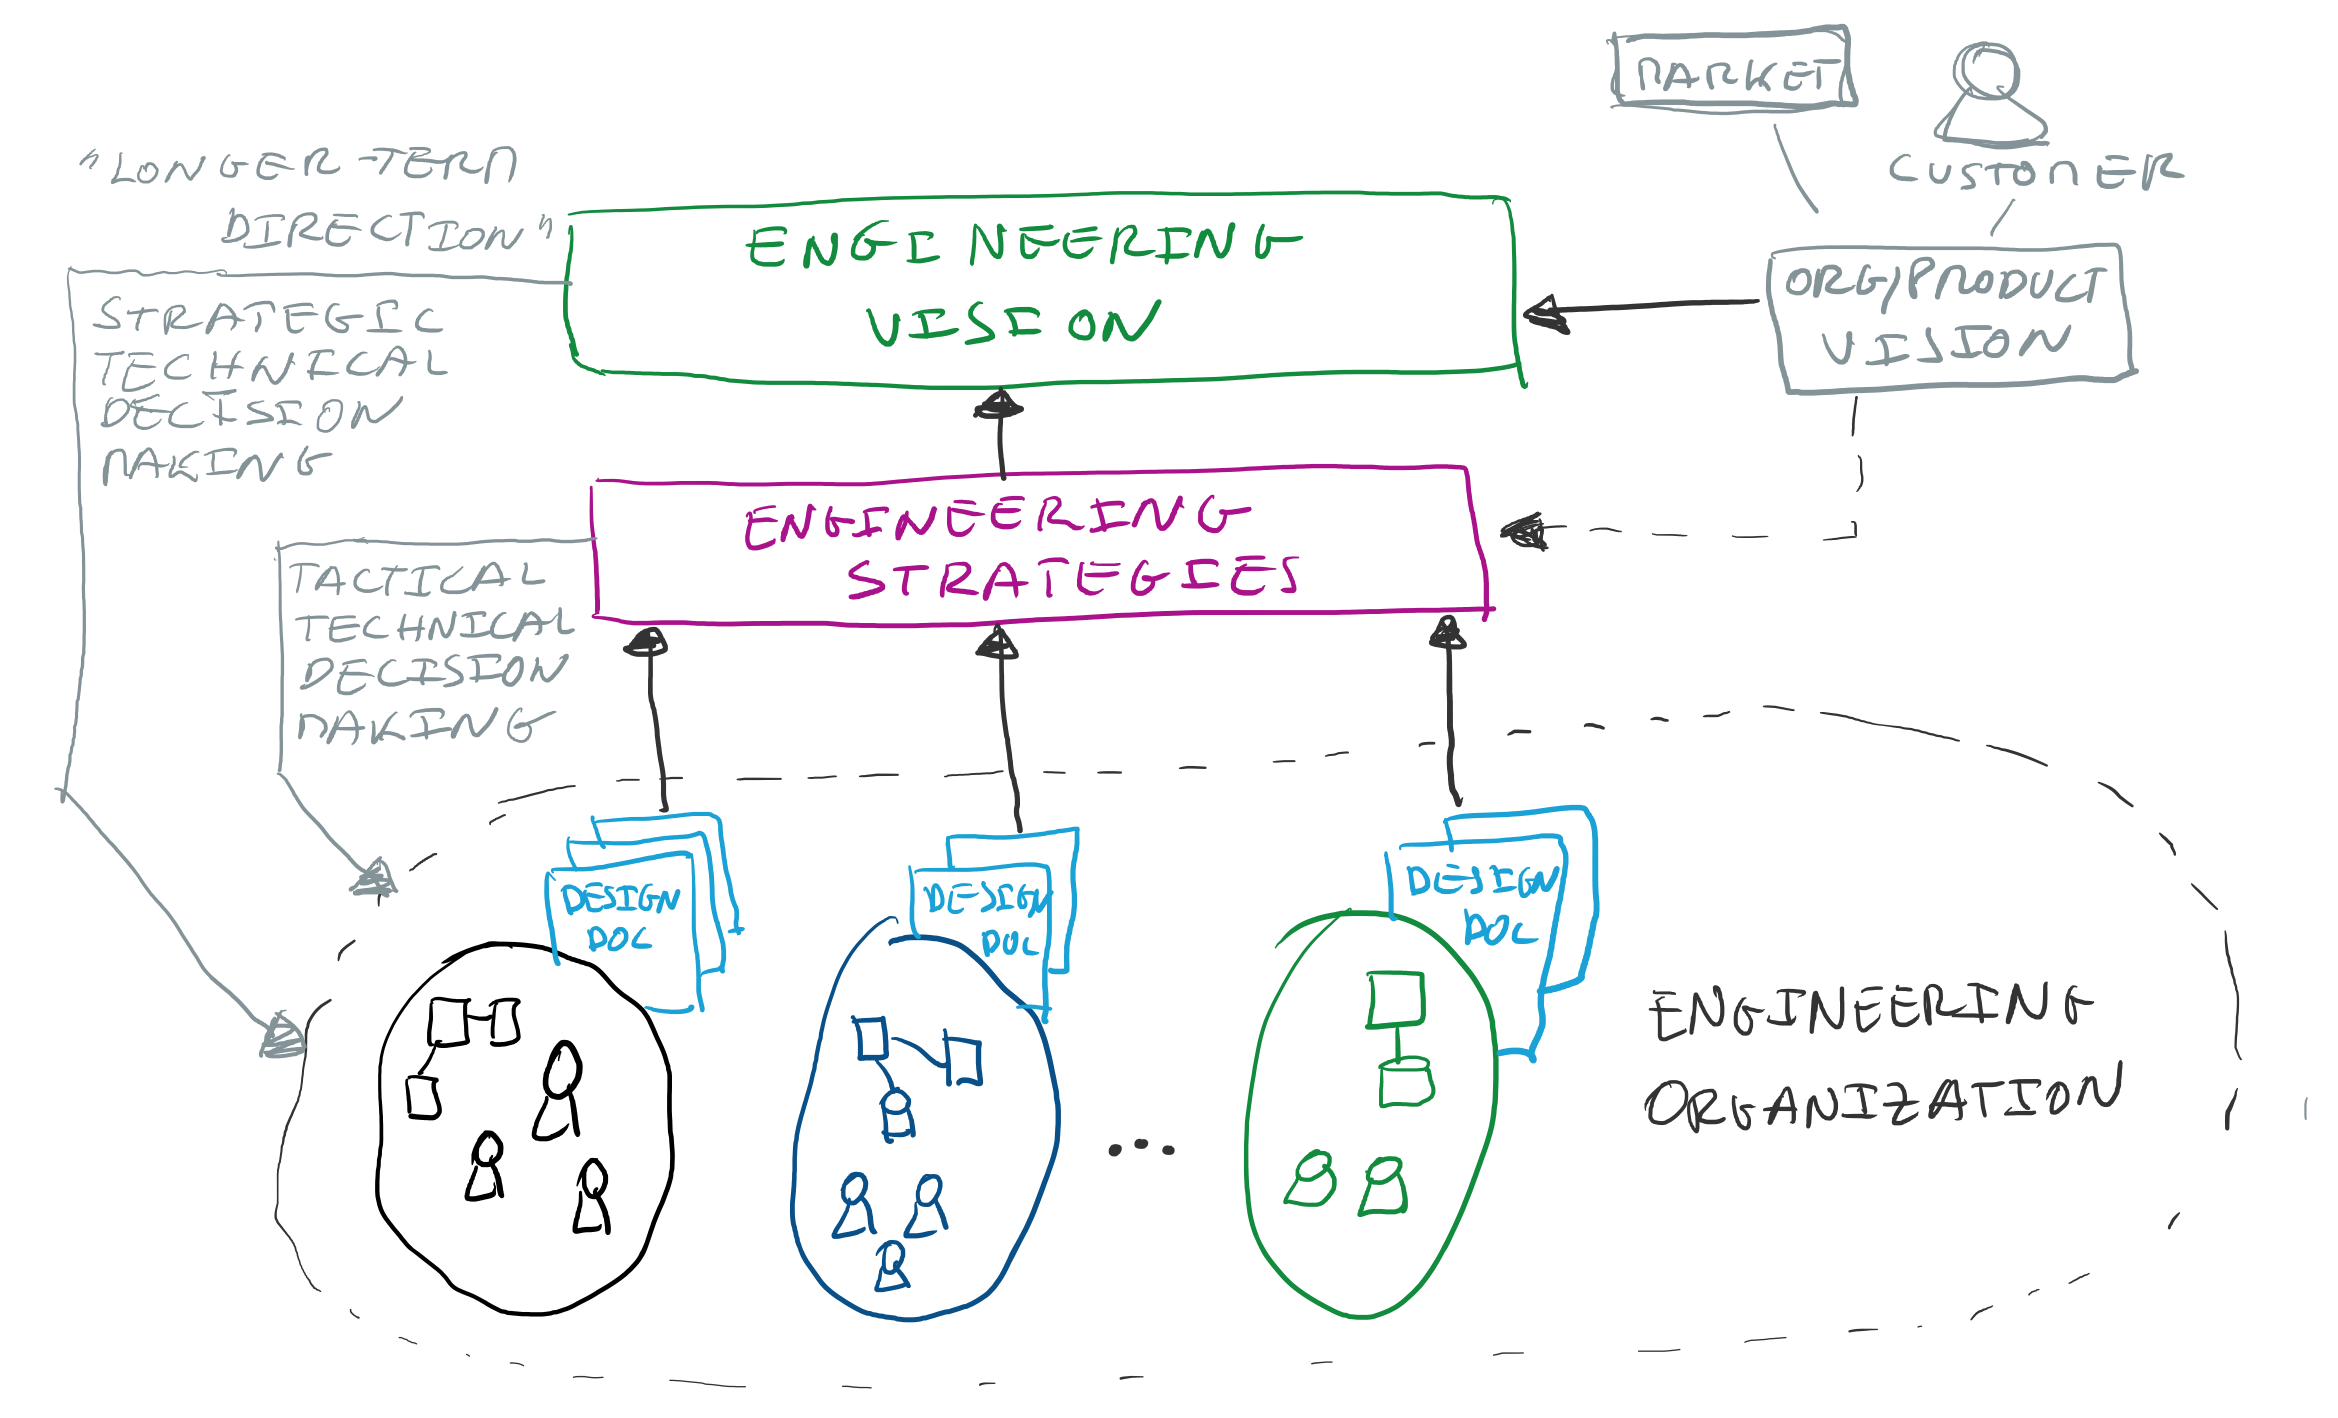 MARKET
CUSTOMER
"LONGER-TERM
DIRECTION"
ENGINEERING
VISION
ORG/PRODUCT
VISION
STRATEGIC
TECHNICAL
DECISION
MAKING
ENGINEERING
STRATEGIES
TACTICAL
TECHNICAL
DECISION
MAKING
DESIGN
DOC
DESIGN
DOC
DESIGN
DOC
...
ENGINEERING
ORGANIZATION